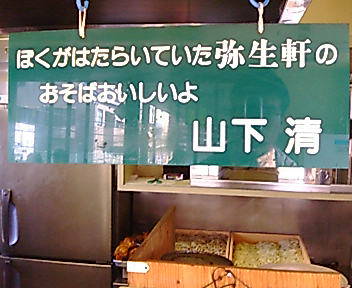 ぼくがはたらいていた弥生軒の
おそばおいしいよ
山下 清